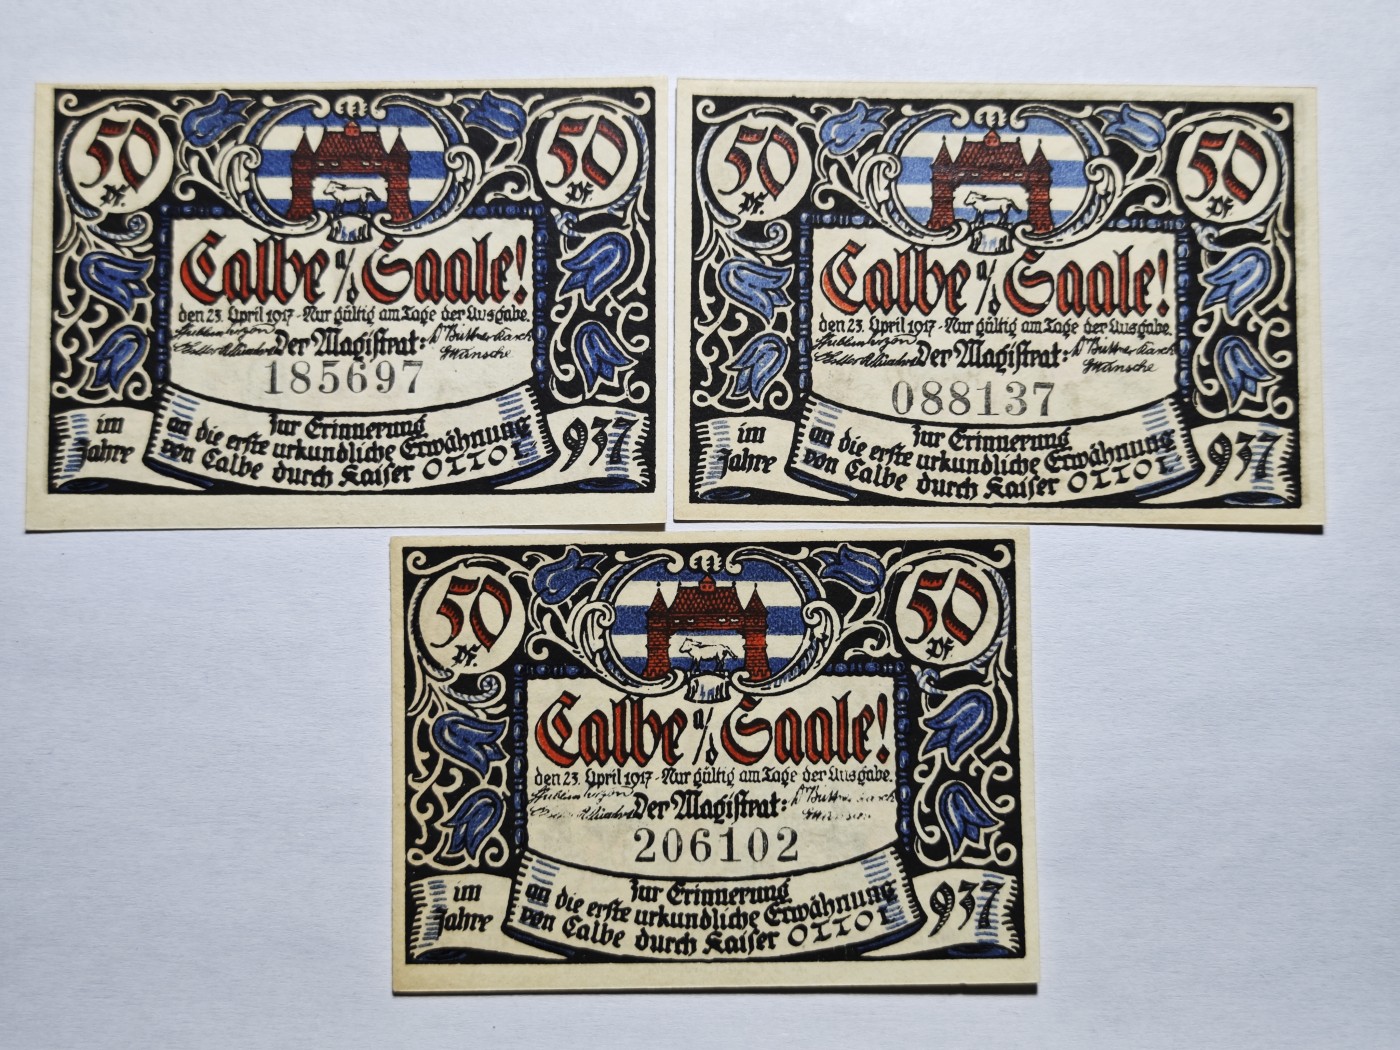 50 Pf.
50 Pf.
Calbe a/d Saale!
den 23. April 1917 - Nur gültig am Tage der Ausgabe.
Der Magistrat:
185697
im Jahre
zur Erinnerung
an die erste urkundliche Erwähnung
von Calbe durch Kaiser OTTO I.
937
50 Pf.
50 Pf.
Calbe a/d Saale!
den 23. April 1917 - Nur gültig am Tage der Ausgabe.
Der Magistrat:
088137
im Jahre
zur Erinnerung
an die erste urkundliche Erwähnung
von Calbe durch Kaiser OTTO I.
937
50 Pf.
50 Pf.
Calbe a/d Saale!
den 23. April 1917 - Nur gültig am Tage der Ausgabe.
Der Magistrat:
206102
im Jahre
zur Erinnerung
an die erste urkundliche Erwähnung
von Calbe durch Kaiser OTTO I.
937